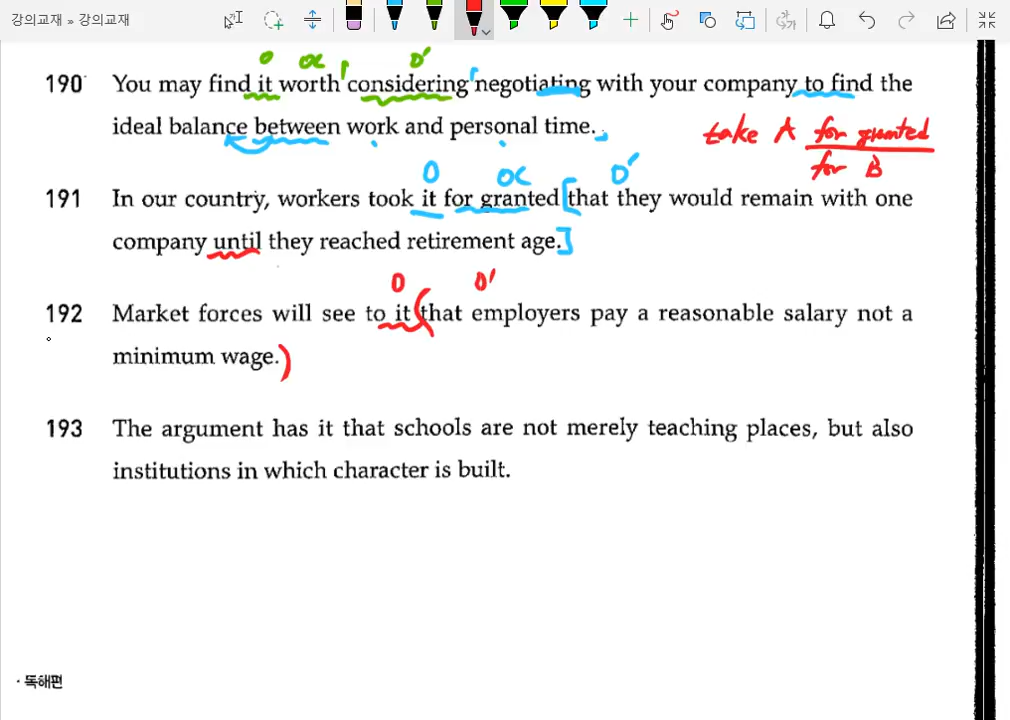 강의교재 » 강의교재
O OC O'
190 You may find it worth considering negotiating with your company to find the
ideal balance between work and personal time.
take A for granted
for B
O OC O'
191 In our country, workers took it for granted [that they would remain with one
company until they reached retirement age.]
O O'
192 Market forces will see to it (that employers pay a reasonable salary not a
minimum wage.)
193 The argument has it that schools are not merely teaching places, but also
institutions in which character is built.
· 독해편